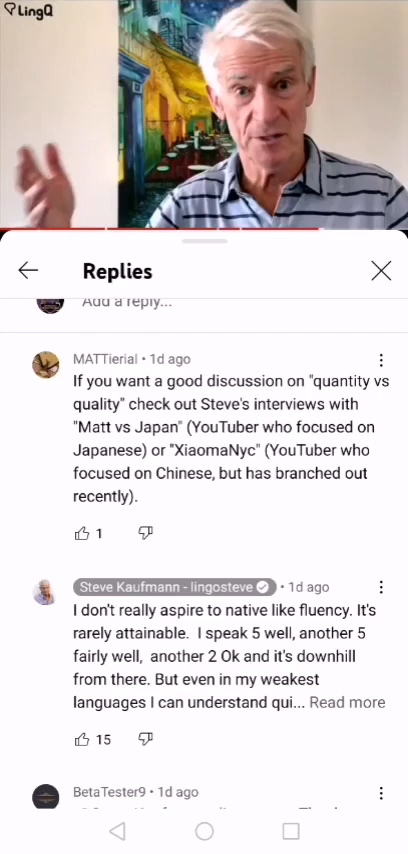 LingQ
Replies
Add a reply...
MATTierial • 1d ago
If you want a good discussion on "quantity vs
quality" check out Steve's interviews with
"Matt vs Japan" (YouTuber who focused on
Japanese) or "XiaomaNyc" (YouTuber who
focused on Chinese, but has branched out
recently).
1
Steve Kaufmann - lingosteve • 1d ago
I don't really aspire to native like fluency. It's
rarely attainable.  I speak 5 well, another 5
fairly well,  another 2 Ok and it's downhill
from there. But even in my weakest
languages I can understand qui... Read more
15
BetaTester9 • 1d ago